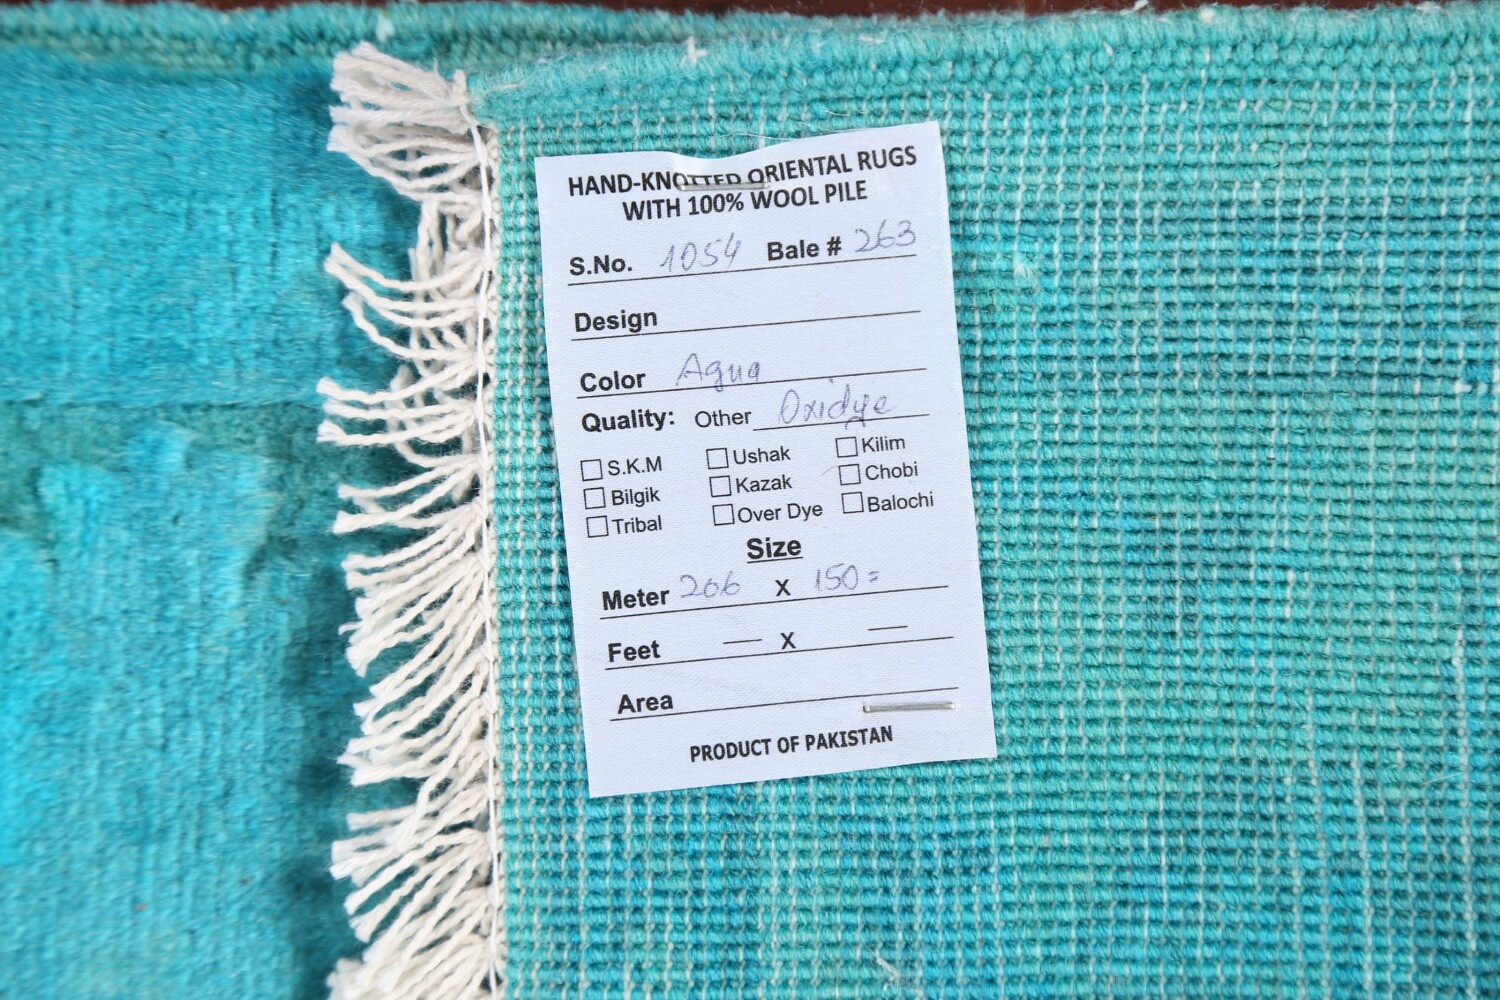 HAND-KNOTTED ORIENTAL RUGS
WITH 100% WOOL PILE
S.No. 1054 Bale # 263
Design
Color Aqua
Quality: Other Oxidye
☐ S.K.M ☐ Ushak ☐ Kilim
☐ Bilgik ☐ Kazak ☐ Chobi
☐ Tribal ☐ Over Dye ☐ Balochi
Size
Meter 206 X 150=
Feet — X —
Area
PRODUCT OF PAKISTAN